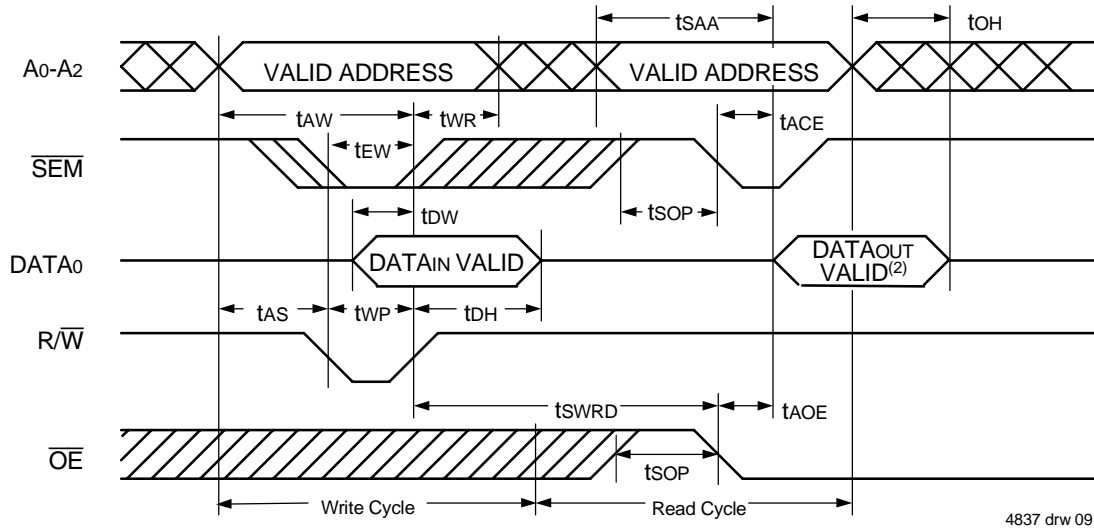 tSAA
tOH
A0-A2
VALID ADDRESS
VALID ADDRESS
tAW
tWR
tACE
tEW
SEM
tSOP
tDW
DATA0
DATAIN VALID
DATAOUT
VALID(2)
tAS
tWP
tDH
R/W
tSWRD
tAOE
OE
tSOP
Write Cycle
Read Cycle
4837 drw 09